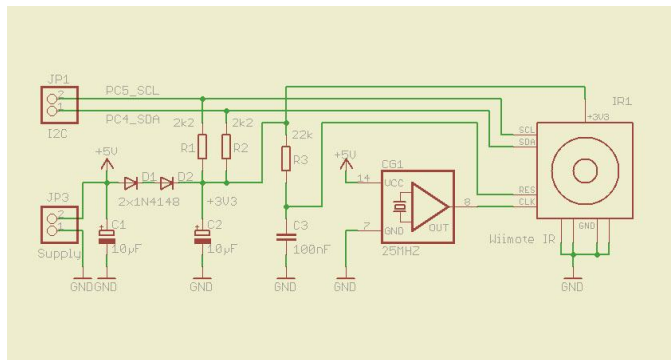 JP1
PC5_SCL
2
1
PC4_SDA
I2C
2k2
2k2
R1
R2
22k
R3
+5V
CG1
14
VCC
8
7
GND
OUT
25MHZ
IR1
+3V3
SCL
SDA
RES
CLK
GND
Wiimote IR
+5V
D1
D2
2x1N4148
+3V3
JP3
2
1
Supply
C1
10µF
C2
10µF
C3
100nF
GND
GND
GND
GND
GND
GND